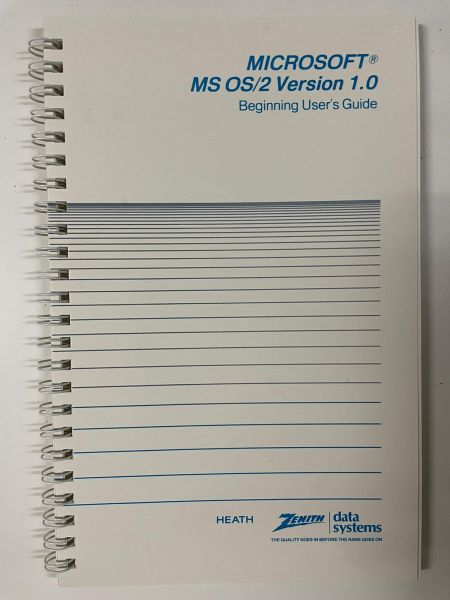 MICROSOFT®
MS OS/2 Version 1.0
Beginning User's Guide
HEATH
ZENITH data systems
THE QUALITY GOES IN BEFORE THE NAME GOES ON